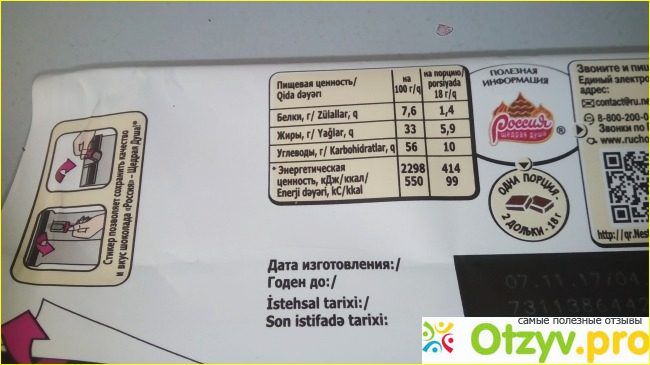 Стикер позволяет сохранить качество
и вкус шоколада «Россия» - Щедрая Душа!®
Пищевая ценность/
Qida dəyəri
на
100 г/q
на порцию/
porsiyada
18 г/q
Белки, г/ Zülallar, q 7,6 1,4
Жиры, г/ Yağlar, q 33 5,9
Углеводы, г/ Karbohidratlar, q 56 10
* Энергетическая
ценность, кДж/ккал/
Enerji dəyəri, kC/kkal
2298
550
414
99
ПОЛЕЗНАЯ
ИНФОРМАЦИЯ
Россия ®
щедрая душа
ОДНА ПОРЦИЯ
2 ДОЛЬКИ - 18 г
Звоните и
Единый
адрес:
contact@ru.ne
8-800-200-0
Звонки по
www.rucho
http://qr.Nest
Дата изготовления:/
Годен до:/
İstehsal tarixi:/
Son istifadə tarixi:
07.11.17/04
самые полезные отзывы
Otzyv.pro